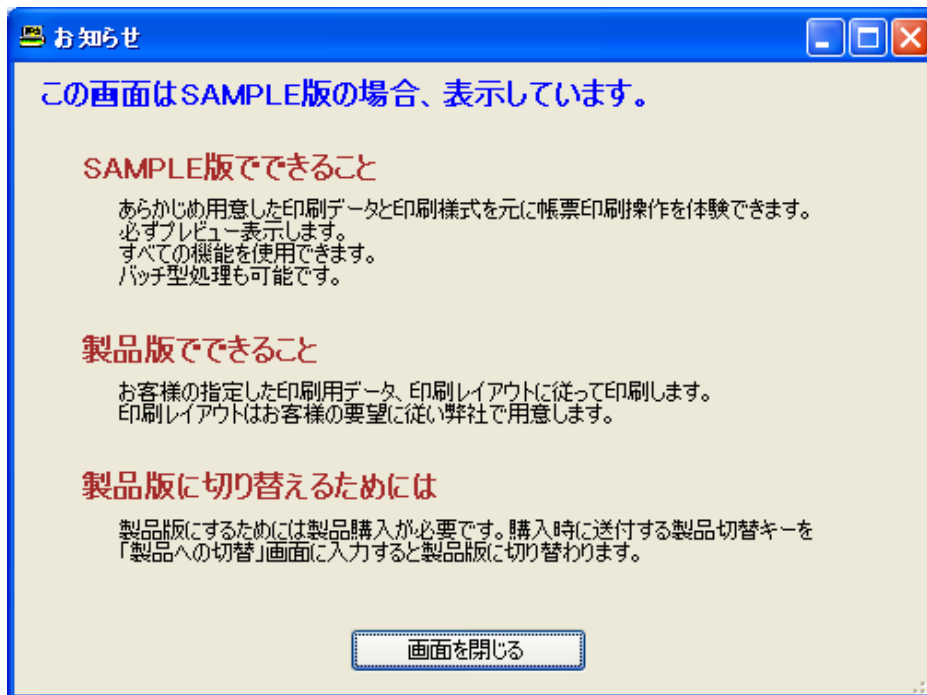 お知らせ
この画面はSAMPLE版の場合、表示しています。
SAMPLE版でできること
あらかじめ用意した印刷データと印刷様式を元に帳票印刷操作を体験できます。
必ずプレビュー表示します。
すべての機能を使用できます。
バッチ型処理も可能です。
製品版でできること
お客様の指定した印刷用データ、印刷レイアウトに従って印刷します。
印刷レイアウトはお客様の要望に従い弊社で用意します。
製品版に切り替えるためには
製品版にするためには製品購入が必要です。購入時に送付する製品切替キーを
「製品への切替」画面に入力すると製品版に切り替わります。
画面を閉じる